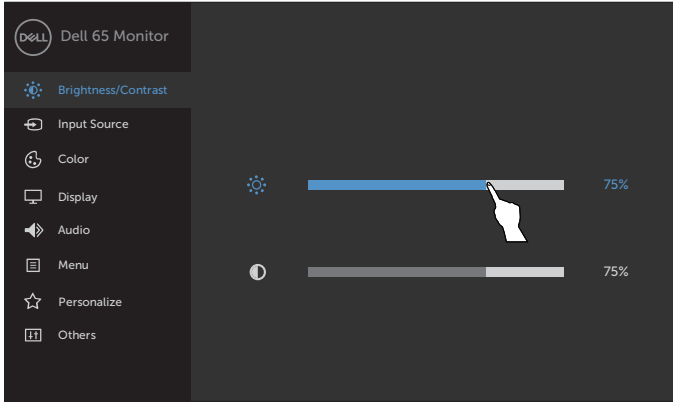 DELL
Dell 65 Monitor
Brightness/Contrast
Input Source
Color
Display
Audio
Menu
Personalize
Others
75%
75%